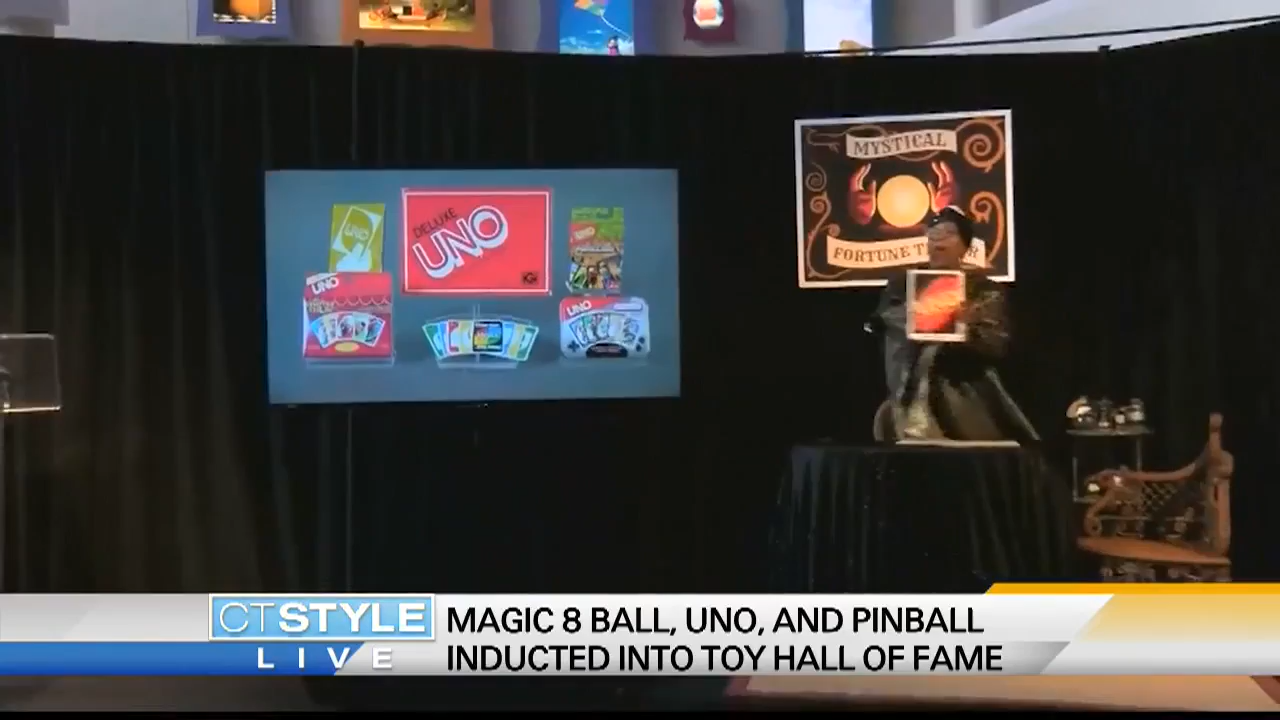 MYSTICAL
FORTUNE T R
DELUXE
UNO
UNO
UNO
UNO
UNO
CT STYLE
LIVE
MAGIC 8 BALL, UNO, AND PINBALL
INDUCTED INTO TOY HALL OF FAME